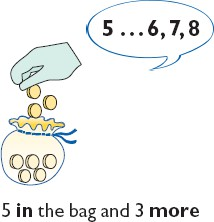 5 ... 6, 7, 8
5 in the bag and 3 more